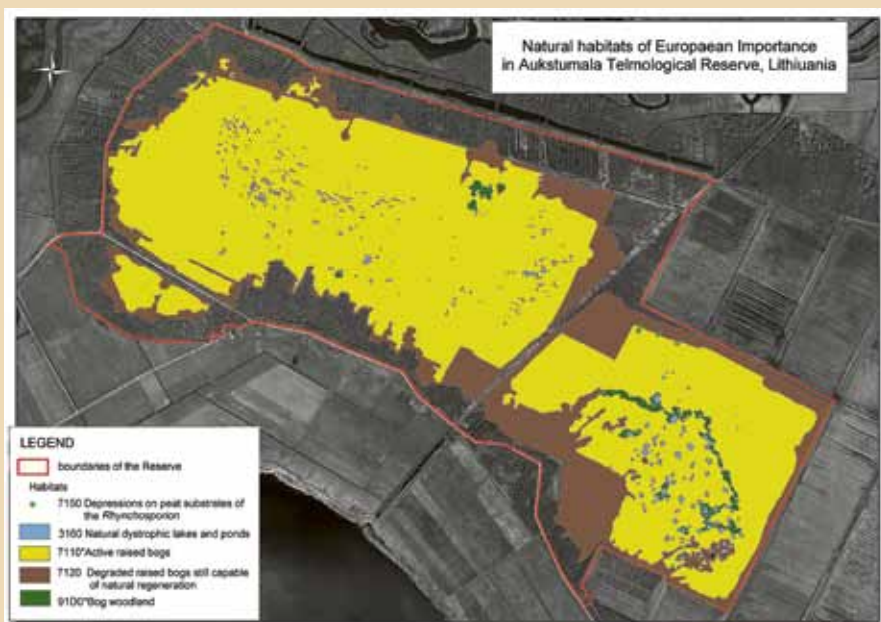 Natural habitats of Europaean Importance
in Aukstumala Telmological Reserve, Lithiuania
LEGEND
boundaries of the Reserve
Habitats
7150 Depressions on peat substrates of
the Rhynchosporion
3160 Natural dystrophic lakes and ponds
7110*Active raised bogs
7120 Degraded raised bogs still capable
of natural regeneration
91D0*Bog woodland